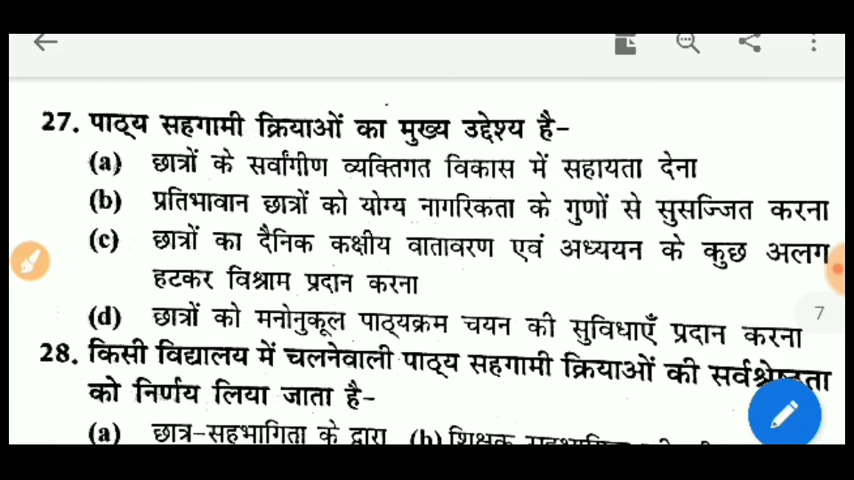 27. पाठ्य सहगामी क्रियाओं का मुख्य उद्देश्य है-
(a) छात्रों के सर्वांगीण व्यक्तिगत विकास में सहायता देना
(b) प्रतिभावान छात्रों को योग्य नागरिकता के गुणों से सुसज्जित करना
(c) छात्रों का दैनिक कक्षीय वातावरण एवं अध्ययन के कुछ अलग
हटकर विश्राम प्रदान करना
7
(d) छात्रों को मनोनुकूल पाठ्यक्रम चयन की सुविधाएँ प्रदान करना
28. किसी विद्यालय में चलनेवाली पाठ्य सहगामी क्रियाओं की सर्वश्रेष्ठता
को निर्णय लिया जाता है-
(a) छात्र-सहभागिता के द्वारा (b) शिक्षक